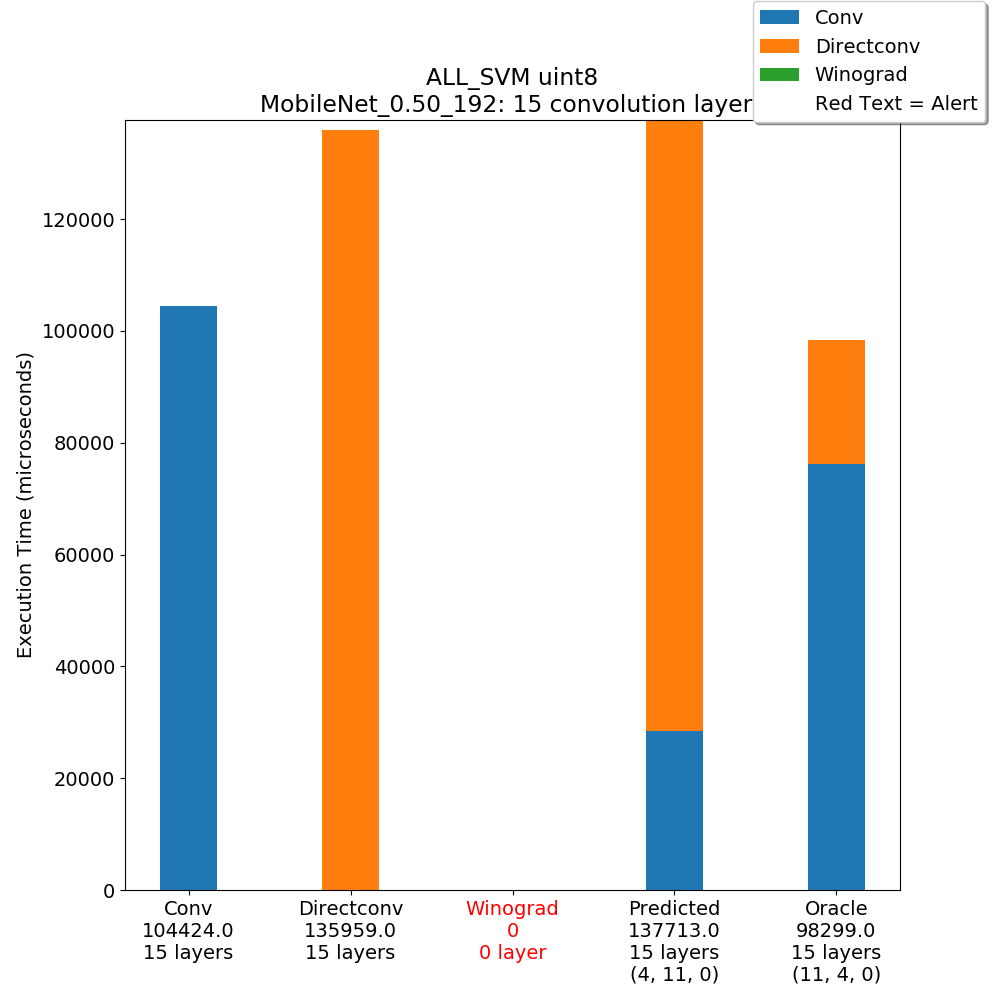 Conv
Directconv
Winograd
Red Text = Alert
ALL_SVM uint8
MobileNet_0.50_192: 15 convolution layer
Execution Time (microseconds)
120000
100000
80000
60000
40000
20000
0
Conv
104424.0
15 layers
Directconv
135959.0
15 layers
Winograd
0
0 layer
Predicted
137713.0
15 layers
(4, 11, 0)
Oracle
98299.0
15 layers
(11, 4, 0)